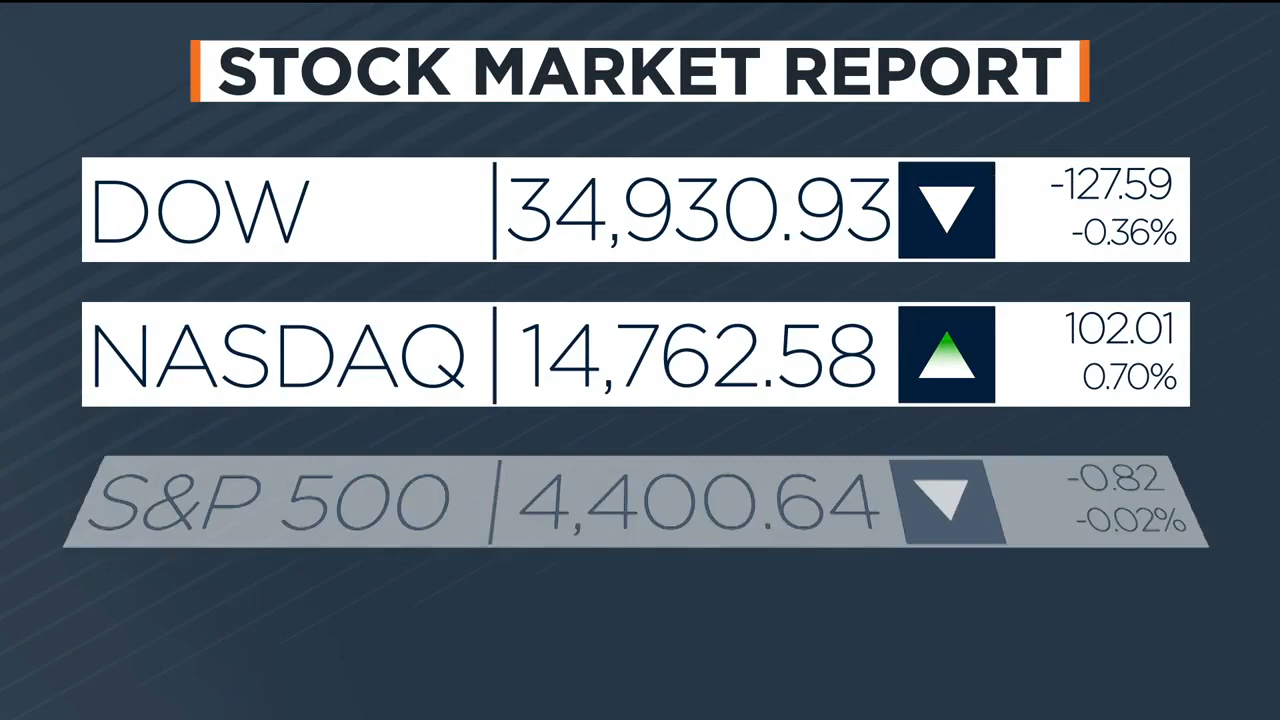 STOCK MARKET REPORT
DOW 34,930.93 -127.59
-0.36%
NASDAQ 14,762.58 102.01
0.70%
S&P 500 4,400.64 -0.82
-0.02%